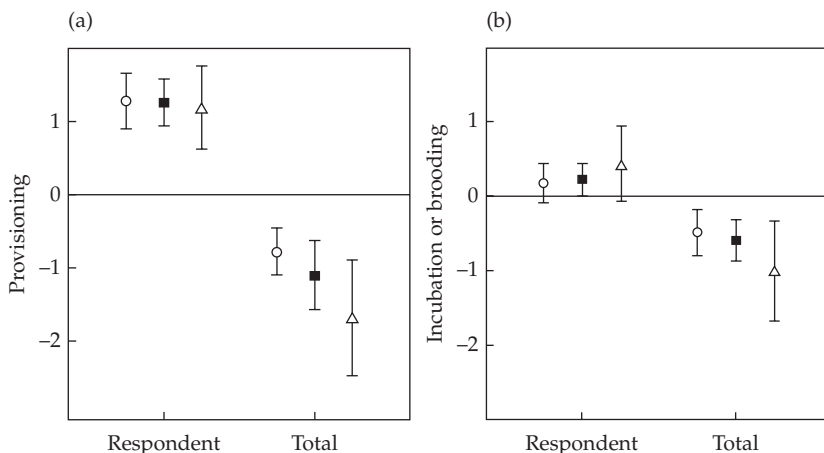 (a)
(b)
Provisioning
1
0
−1
−2
Respondent
Total
Incubation or brooding
1
0
−1
−2
Respondent
Total